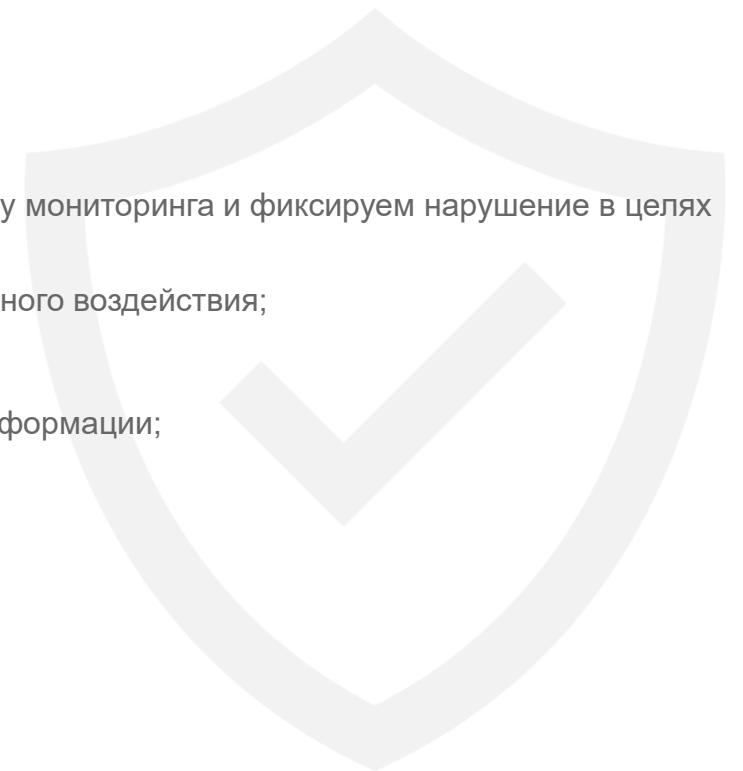 у мониторинга и фиксируем нарушение в целях
ного воздействия;
формации;